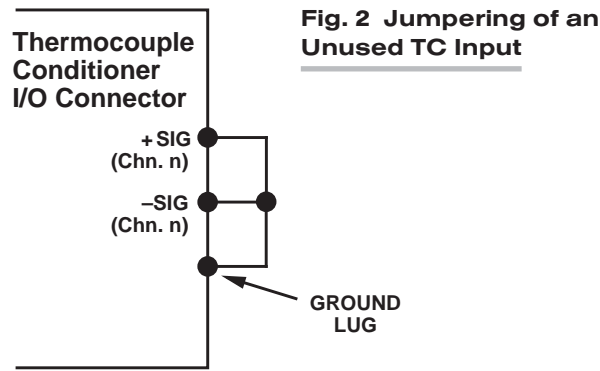 Fig. 2 Jumpering of an
Unused TC Input
Thermocouple
Conditioner
I/O Connector
+ SIG
(Chn. n)
–SIG
(Chn. n)
GROUND
LUG